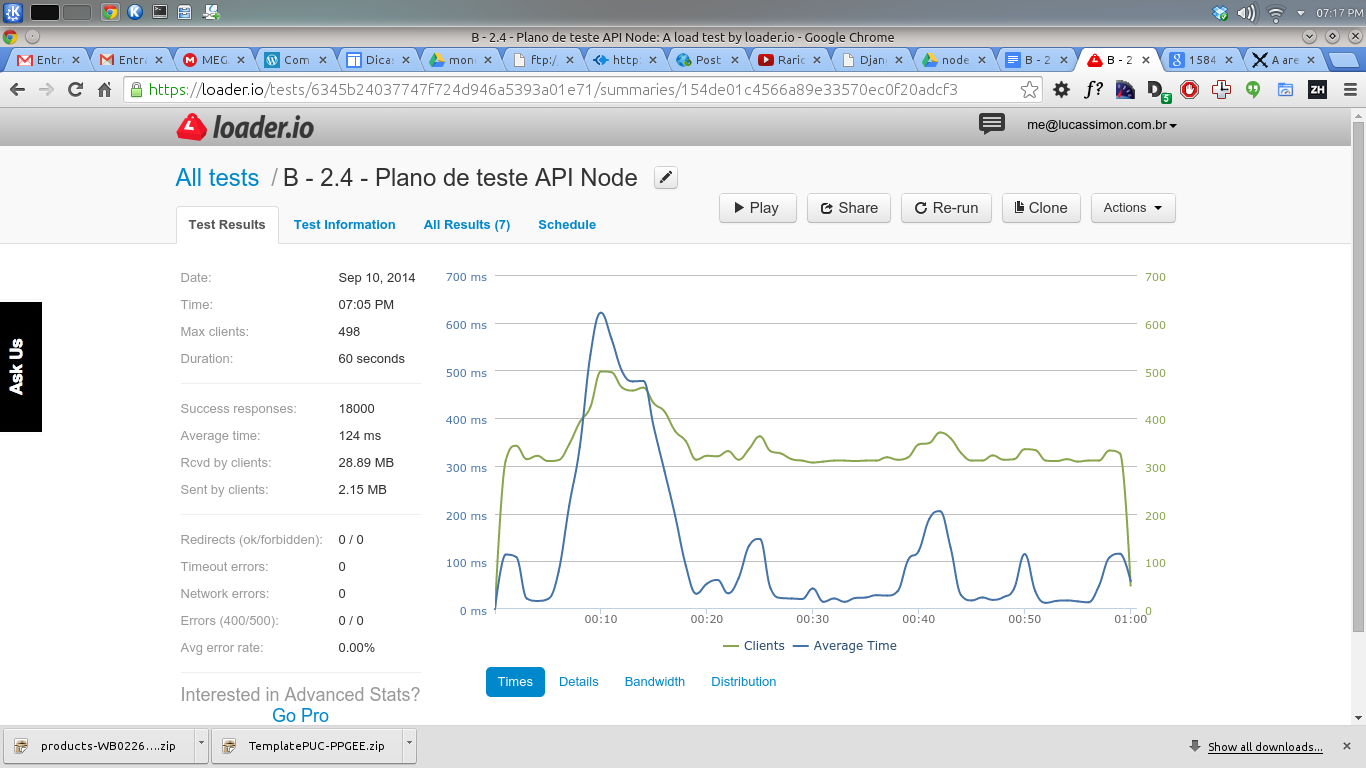 07:17 PM
B - 2.4 - Plano de teste API Node: A load test by loader.io - Google Chrome
Entra Entra MEG Com Dica: mon ftp:/ http: Post Raric Djan node B - 2 B - 2 1584 A are
https://loader.io/tests/6345b24037747f724d946a5393a01e71/summaries/154de01c4566a89e33570ec0f20adcf3
f? D 5 ZH
loader.io
me@lucassimon.com.br
All tests / B - 2.4 - Plano de teste API Node
Play Share Re-run Clone Actions
Test Results Test Information All Results (7) Schedule
Ask Us
Date: Sep 10, 2014
Time: 07:05 PM
Max clients: 498
Duration: 60 seconds
Success responses: 18000
Average time: 124 ms
Rcvd by clients: 28.89 MB
Sent by clients: 2.15 MB
Redirects (ok/forbidden): 0 / 0
Timeout errors: 0
Network errors: 0
Errors (400/500): 0 / 0
Avg error rate: 0.00%
Interested in Advanced Stats?
Go Pro
700 ms 700
600 ms 600
500 ms 500
400 ms 400
300 ms 300
200 ms 200
100 ms 100
0 ms 0
00:10 00:20 00:30 00:40 00:50 01:00
Clients Average Time
Times Details Bandwidth Distribution
products-WB0226....zip TemplatePUC-PPGEE.zip Show all downloads...